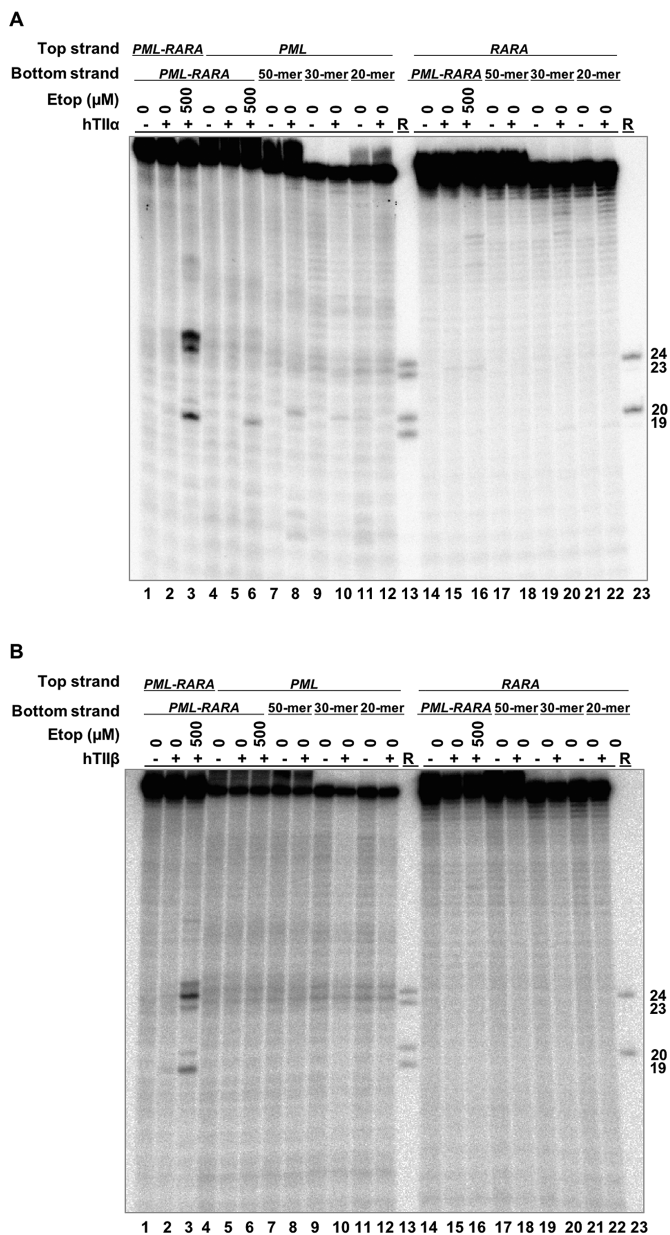 A
Top strand PML-RARA PML RARA
Bottom strand PML-RARA 50-mer 30-mer 20-mer PML-RARA 50-mer 30-mer 20-mer
Etop (µM) 0 0 500 0 0 500 0 0 0 0 0 0 0 0 500 0 0 0 0 0 0
hTIIα - + + - + + - + - + - + R - + + - + - + - + R
24
23
20
19
1 2 3 4 5 6 7 8 9 10 11 12 13 14 15 16 17 18 19 20 21 22 23
B
Top strand PML-RARA PML RARA
Bottom strand PML-RARA 50-mer 30-mer 20-mer PML-RARA 50-mer 30-mer 20-mer
Etop (µM) 0 0 500 0 0 500 0 0 0 0 0 0 0 0 500 0 0 0 0 0 0
hTIIβ - + + - + + - + - + - + R - + + - + - + - + R
24
23
20
19
1 2 3 4 5 6 7 8 9 10 11 12 13 14 15 16 17 18 19 20 21 22 23